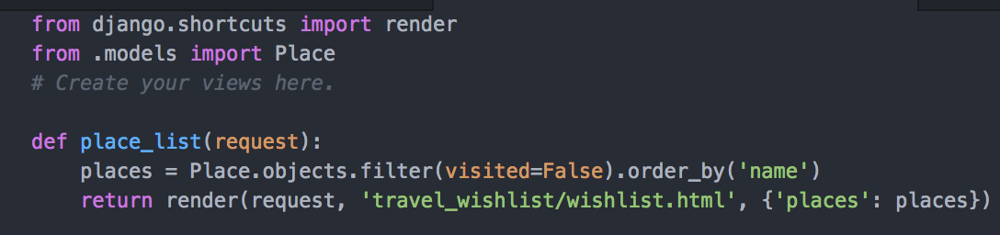 from django.shortcuts import render
from .models import Place
# Create your views here.
def place_list(request):
    places = Place.objects.filter(visited=False).order_by('name')
    return render(request, 'travel_wishlist/wishlist.html', {'places': places})